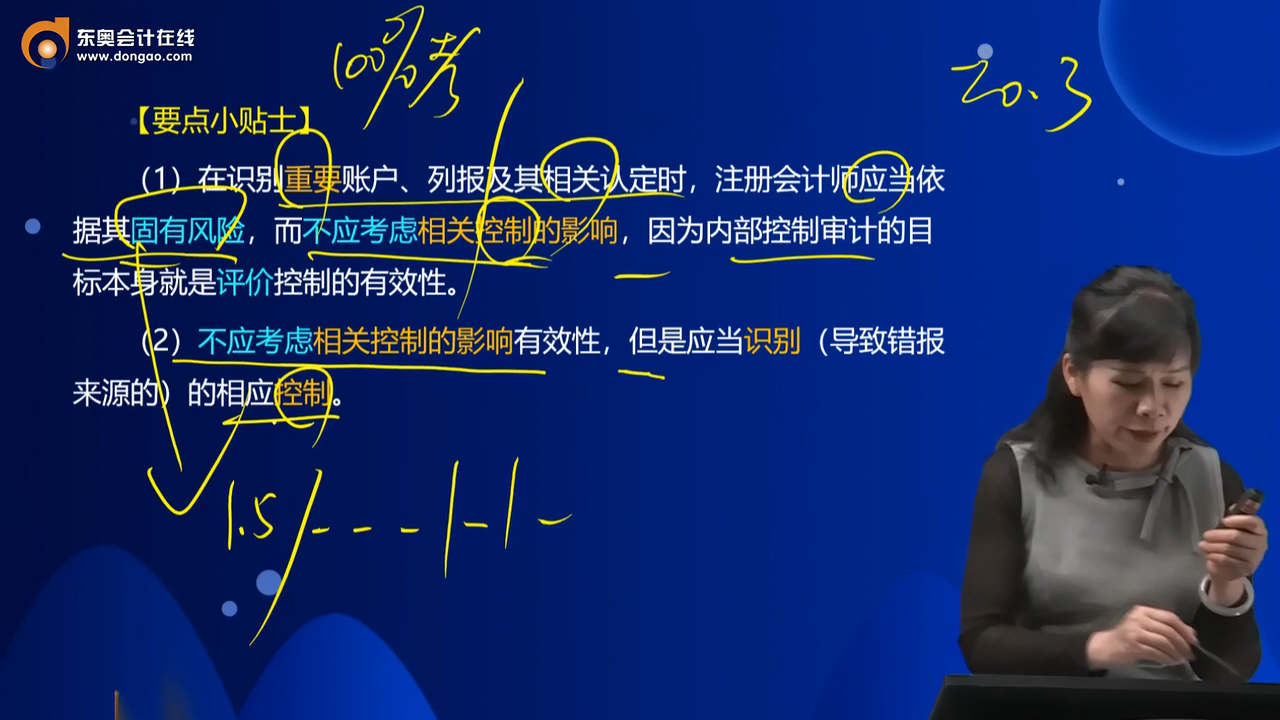 东奥会计在线
www.dongao.com
100%考
20.3
【要点小贴士】
（1）在识别重要账户、列报及其相关认定时，注册会计师应当依
据其固有风险，而不应考虑相关控制的影响，因为内部控制审计的目
标本身就是评价控制的有效性。
（2）不应考虑相关控制的影响有效性，但是应当识别（导致错报
来源的）的相应控制。
1.5